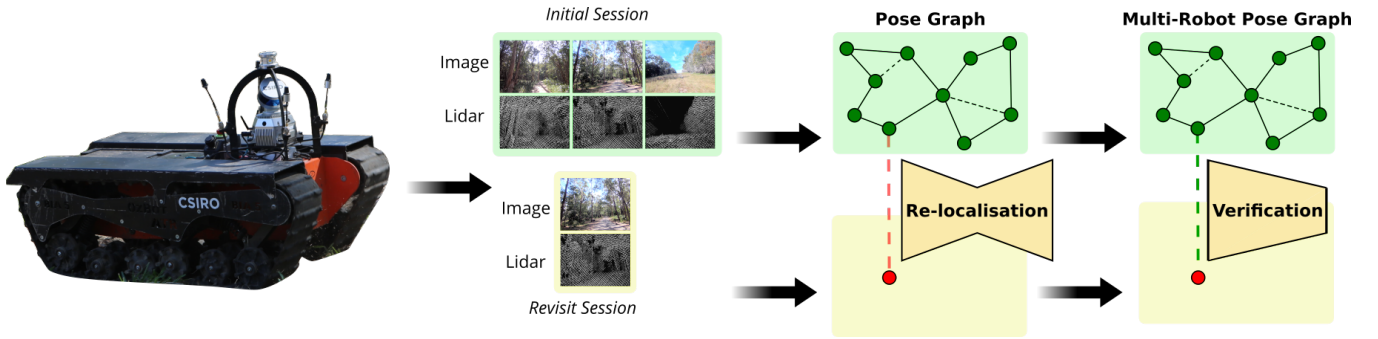 Initial Session
Image
Lidar
Image
Lidar
Revisit Session
CSIRO
Pose Graph
Re-localisation
Multi-Robot Pose Graph
Verification